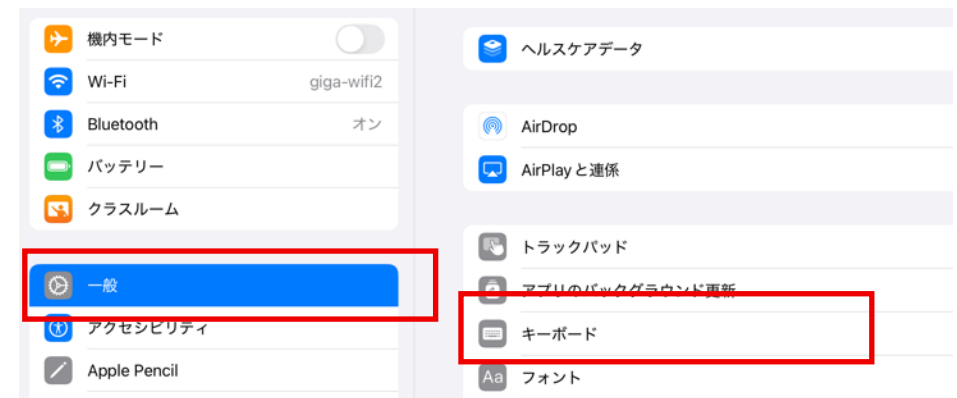 機内モード
Wi-Fi giga-wifi2
Bluetooth オン
バッテリー
クラスルーム
一般
アクセシビリティ
Apple Pencil
ヘルスケアデータ
AirDrop
AirPlayと連係
トラックパッド
アプリのバックグラウンド更新
キーボード
Aa フォント